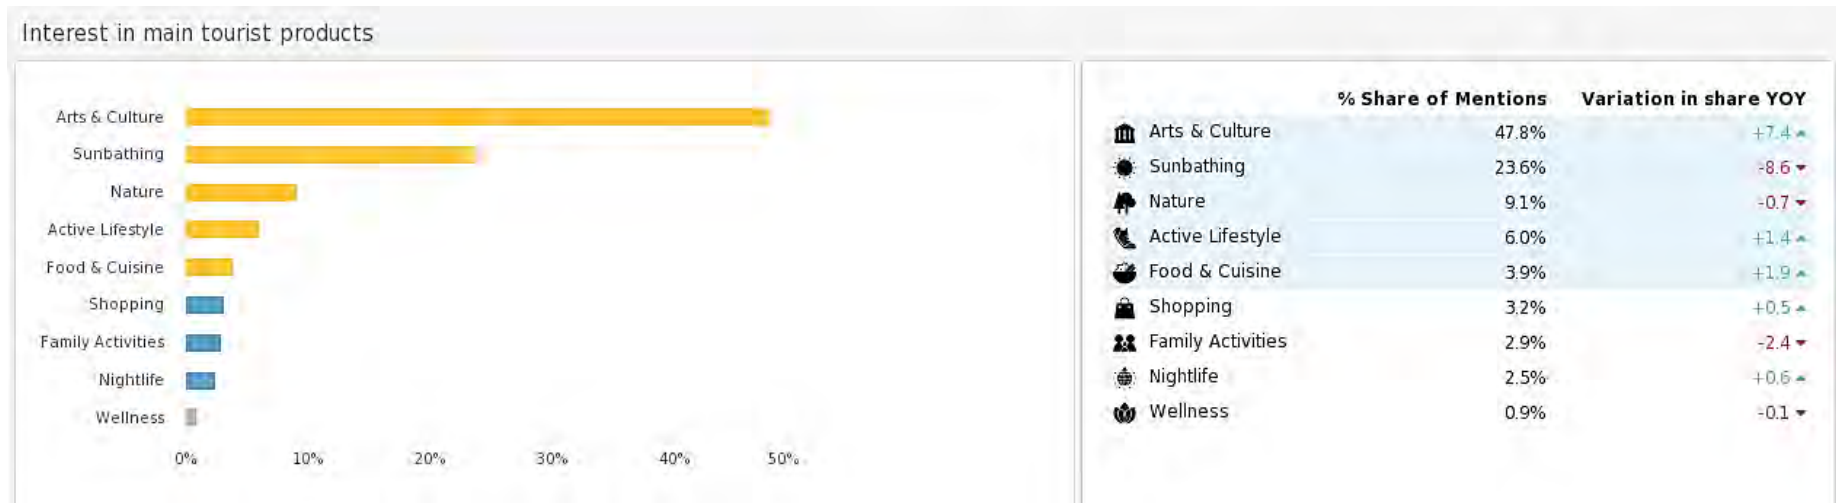 Interest in main tourist products
Arts & Culture
Sunbathing
Nature
Active Lifestyle
Food & Cuisine
Shopping
Family Activities
Nightlife
Wellness
0% 10% 20% 30% 40% 50%
% Share of Mentions Variation in share YOY
Arts & Culture 47.8% +7.4
Sunbathing 23.6% -8.6
Nature 9.1% -0.7
Active Lifestyle 6.0% +1.4
Food & Cuisine 3.9% +1.9
Shopping 3.2% +0.5
Family Activities 2.9% -2.4
Nightlife 2.5% +0.6
Wellness 0.9% -0.1